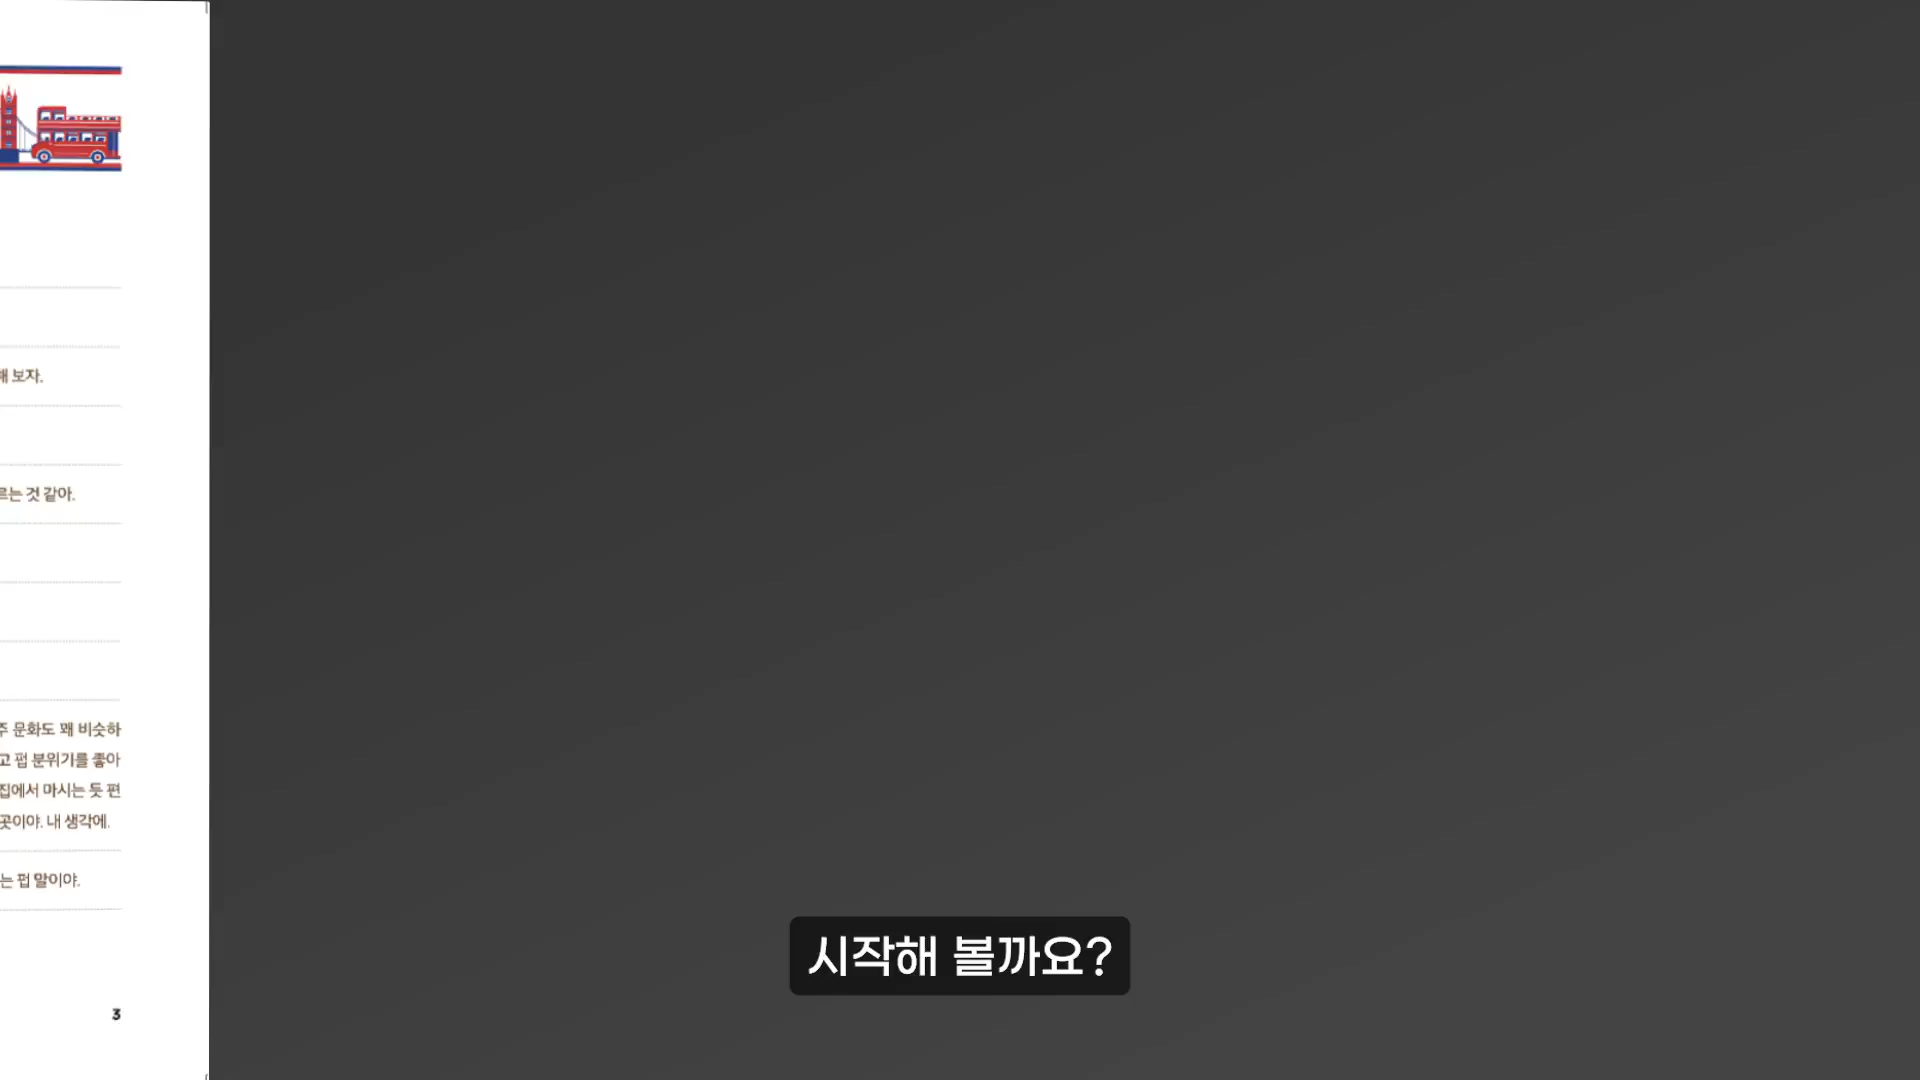 해 보자.
르는 것 같아.
주 문화도 꽤 비슷하
고 펍 분위기를 좋아
집에서 마시는 듯 편
곳이야. 내 생각에.
는 펍 말이야.
3
시작해 볼까요?